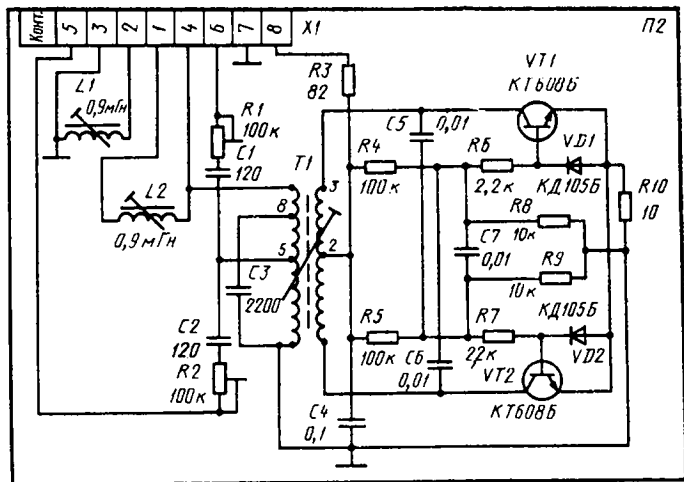 Конт. 5 3 2 1 4 6 7 8 X1
П2
L1
0,9мГн
R1
100к
C1
120
L2
0,9мГн
R3
82
VT1
КТ608Б
C5
0,01
R4
100к
R6
2,2к
VD1
КД105Б
R10
10
T1
3
8
5
2
C3
2200
C7
0,01
R8
10к
R9
10к
КД105Б
C2
120
R2
100к
R5
100к
R7
22к
VD2
C6
0,01
VT2
КТ608Б
C4
0,1